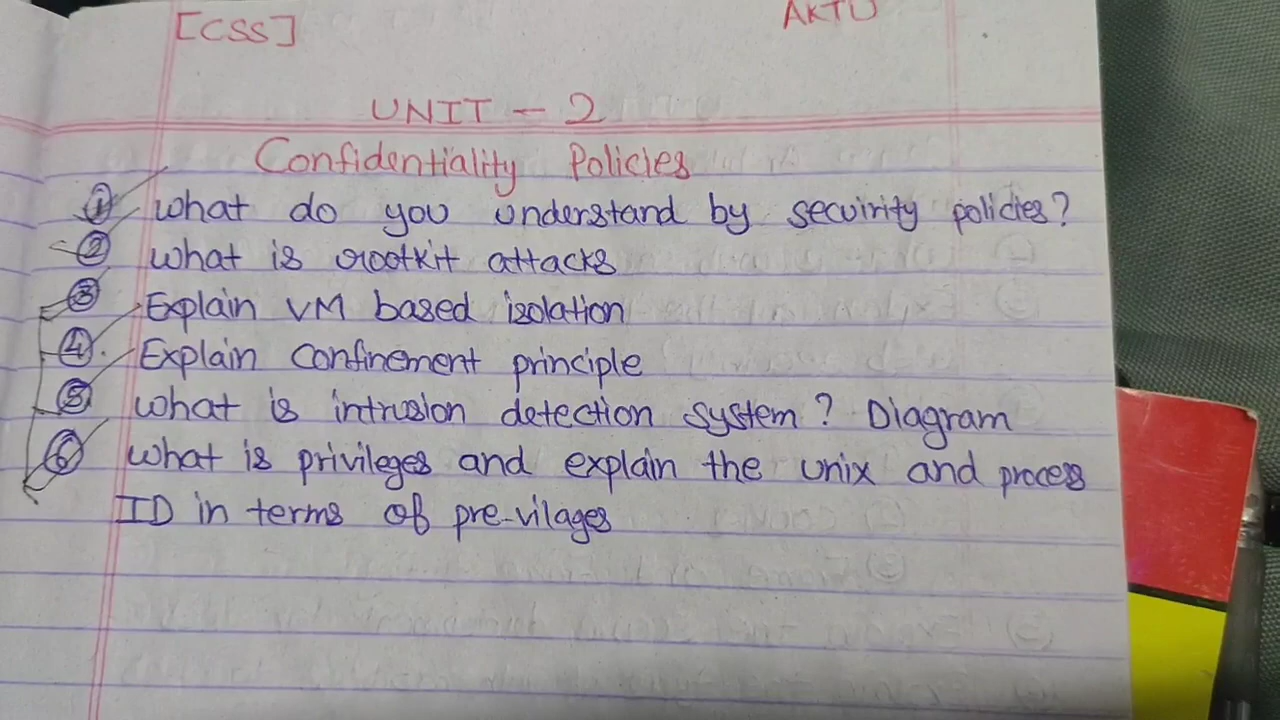 [CSS]
AKTU
UNIT - 2
Confidentiality Policies
① what do you understand by secuirity policies?
② what is rootkit attacks
③ Explain VM based isolation
④. Explain confinement principle
⑤ what is intrusion detection system? Diagram
⑥ what is privileges and explain the unix and process
ID in terms of pre-vilages